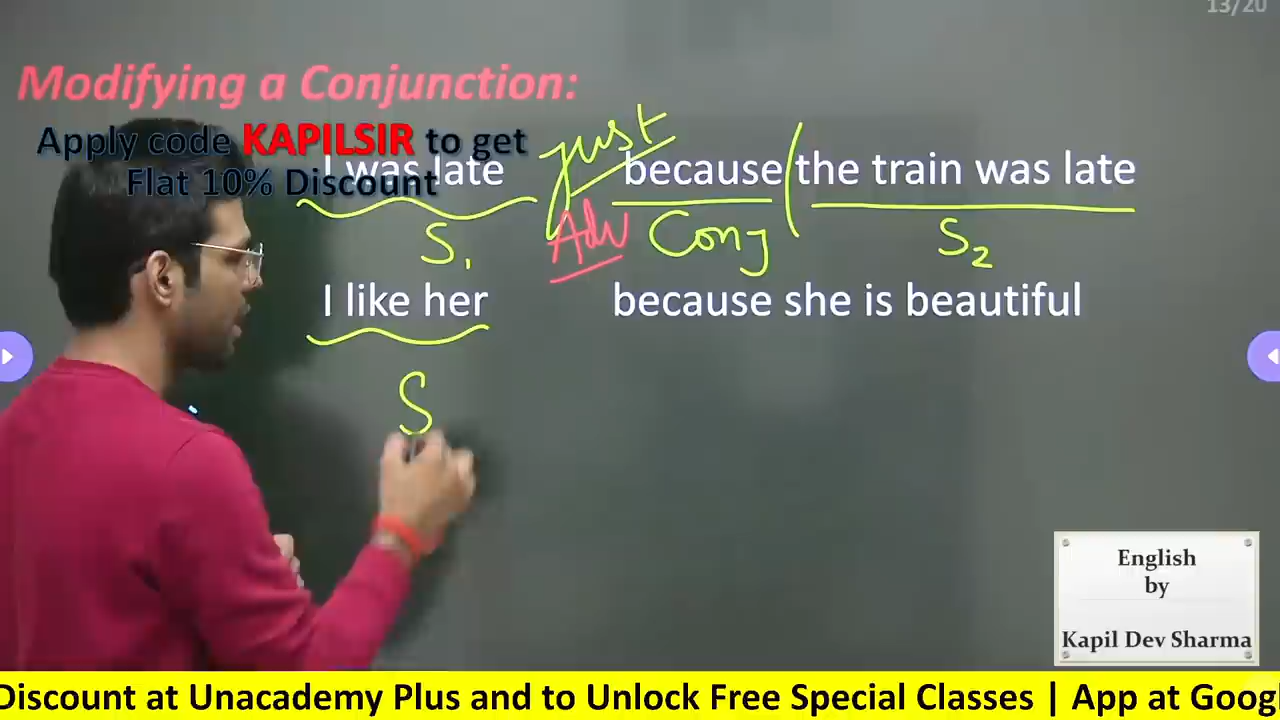 13/20
Modifying a Conjunction:
Apply code KAPILSIR to get
Flat 10% Discount
I was late just because the train was late
S₁ Adv Conj S₂
I like her because she is beautiful
S
English
by
Kapil Dev Sharma
Discount at Unacademy Plus and to Unlock Free Special Classes | App at Googl